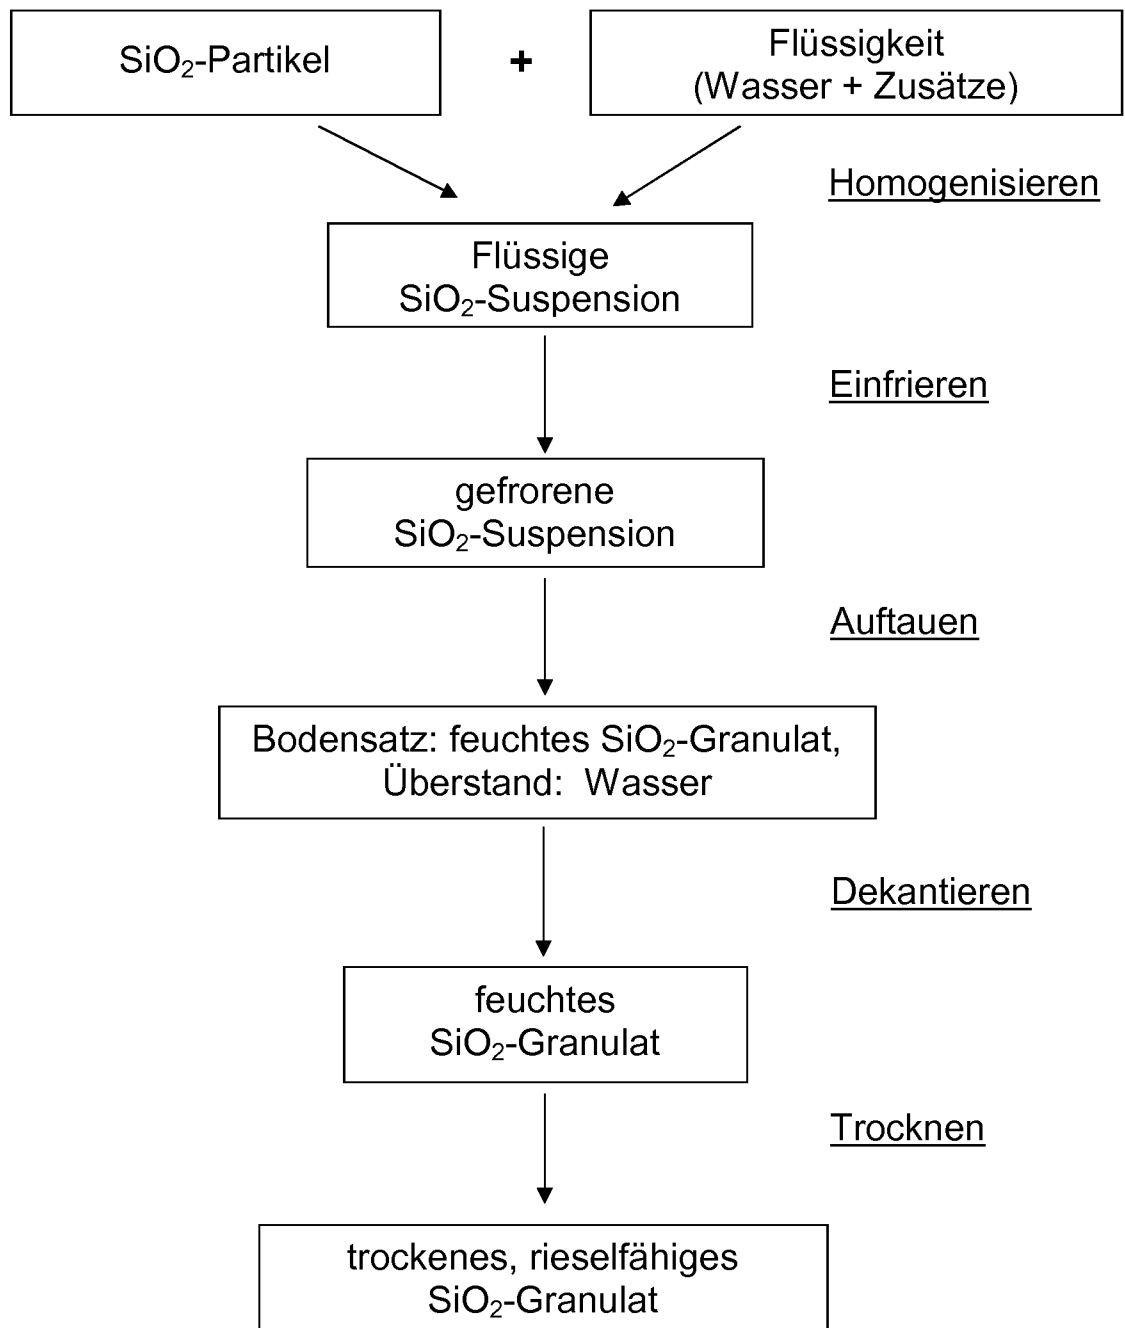 SiO₂-Partikel
+
Flüssigkeit
(Wasser + Zusätze)
Homogenisieren
Flüssige
SiO₂-Suspension
Einfrieren
gefrorene
SiO₂-Suspension
Auftauen
Bodensatz: feuchtes SiO₂-Granulat,
Überstand: Wasser
Dekantieren
feuchtes
SiO₂-Granulat
Trocknen
trockenes, rieselfähiges
SiO₂-Granulat